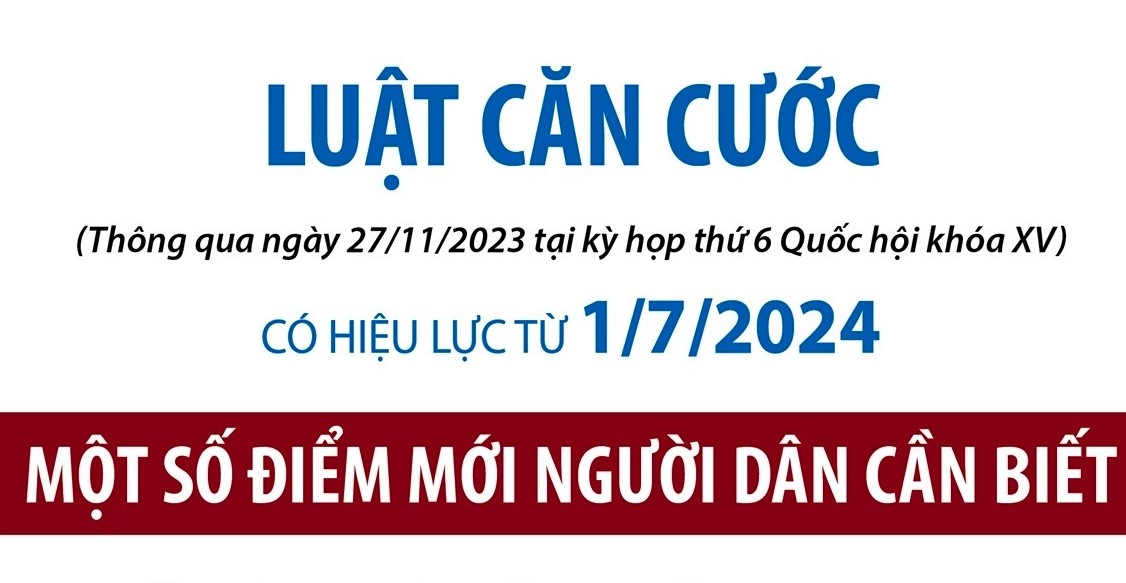 LUẬT CĂN CƯỚC
(Thông qua ngày 27/11/2023 tại kỳ họp thứ 6 Quốc hội khóa XV)
CÓ HIỆU LỰC TỪ 1/7/2024
MỘT SỐ ĐIỂM MỚI NGƯỜI DÂN CẦN BIẾT